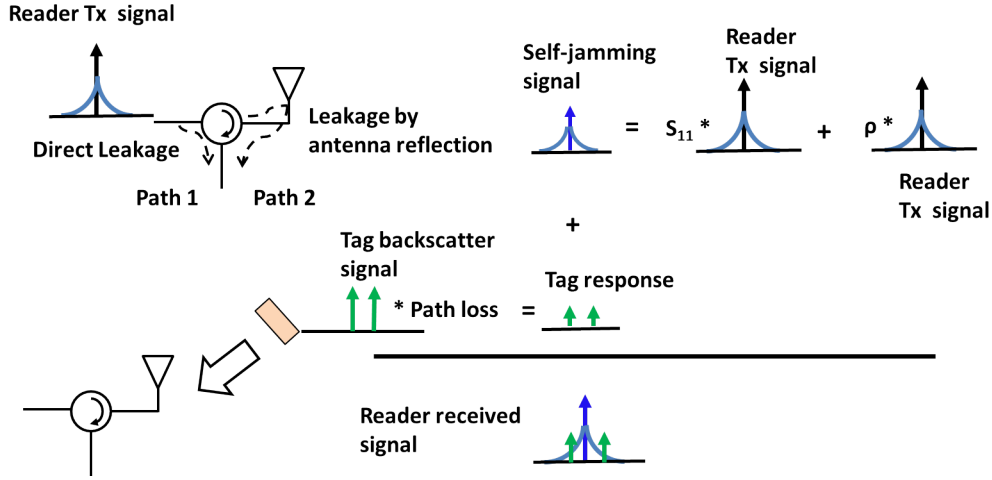 Reader Tx signal
Direct Leakage
Leakage by
antenna reflection
Path 1
Path 2
Self-jamming
signal
=
S₁₁ *
Reader
Tx signal
+
ρ *
Reader
Tx signal
+
Tag backscatter
signal
* Path loss
=
Tag response
Reader received
signal